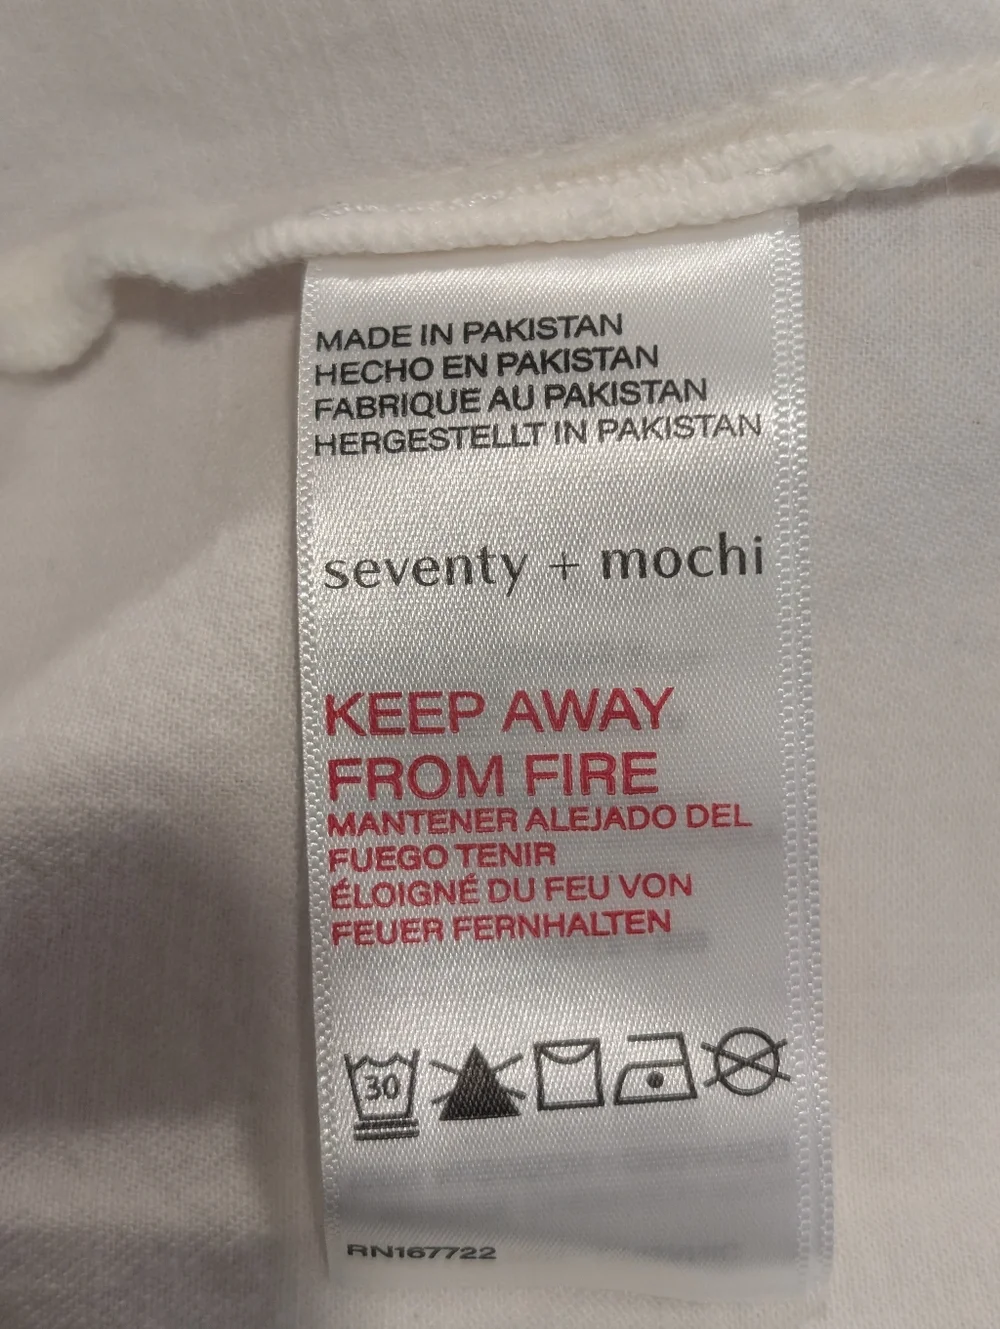 MADE IN PAKISTAN
HECHO EN PAKISTAN
FABRIQUE AU PAKISTAN
HERGESTELLT IN PAKISTAN
seventy + mochi
KEEP AWAY
FROM FIRE
MANTENER ALEJADO DEL
FUEGO TENIR
ÉLOIGNÉ DU FEU VON
FEUER FERNHALTEN
30
RN167722